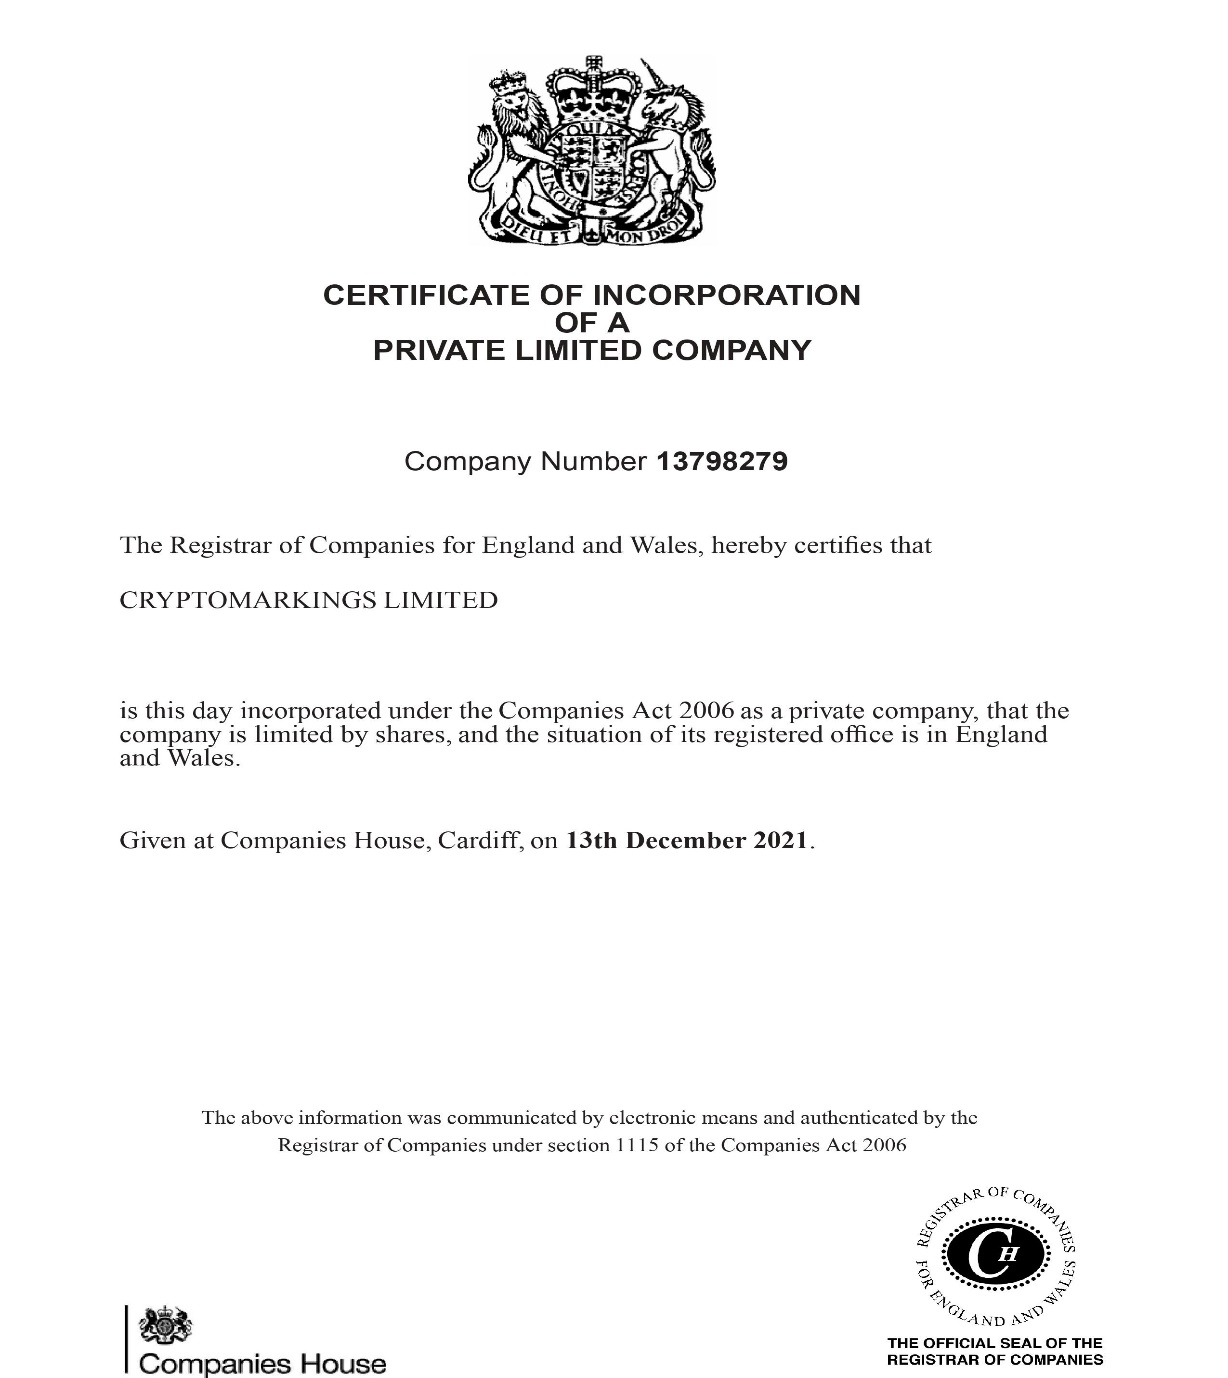 QUI MAL Y PENSE
HONI SOIT
DIEU ET MON DROIT
CERTIFICATE OF INCORPORATION
OF A
PRIVATE LIMITED COMPANY
Company Number 13798279
The Registrar of Companies for England and Wales, hereby certifies that
CRYPTOMARKINGS LIMITED
is this day incorporated under the Companies Act 2006 as a private company, that the
company is limited by shares, and the situation of its registered office is in England
and Wales.
Given at Companies House, Cardiff, on 13th December 2021.
The above information was communicated by electronic means and authenticated by the
Registrar of Companies under section 1115 of the Companies Act 2006
REGISTRAR OF COMPANIES
FOR ENGLAND AND WALES
CH
THE OFFICIAL SEAL OF THE
REGISTRAR OF COMPANIES
Companies House